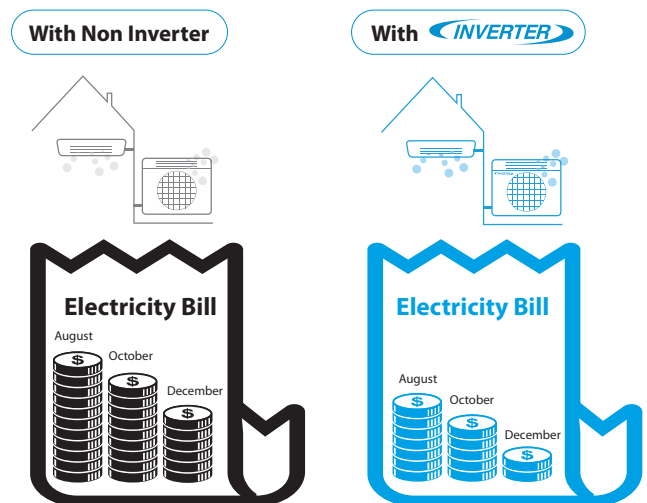 With Non Inverter
With INVERTER
Electricity Bill
August
$
October
$
December
$
Electricity Bill
August
$
October
$
December
$